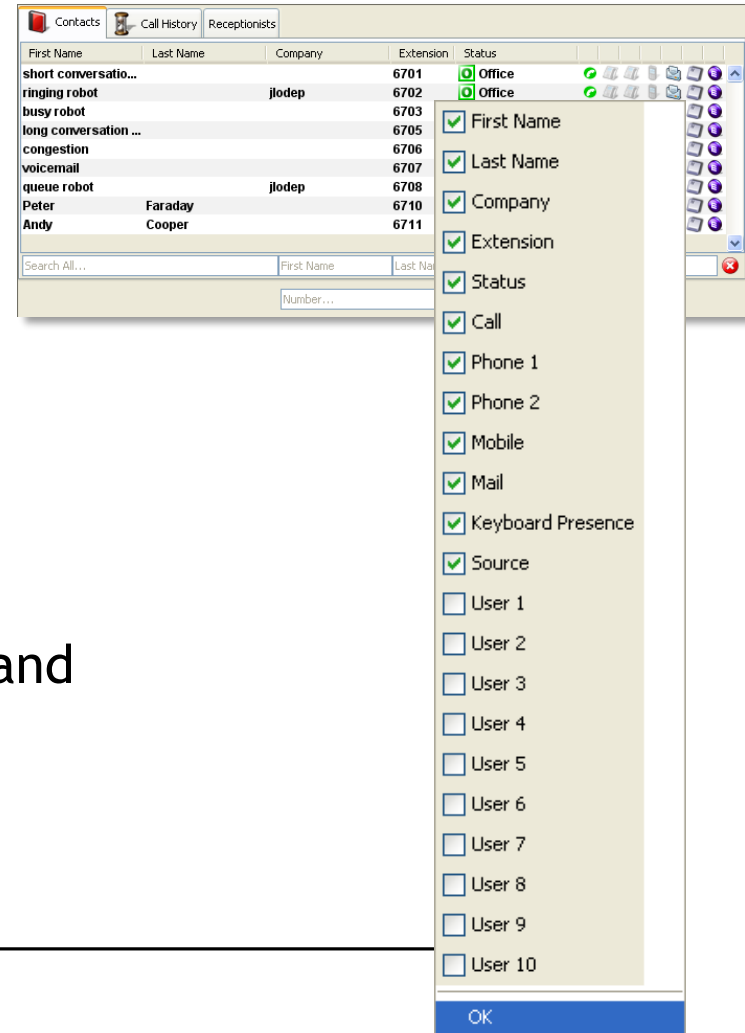 Contacts Call History Receptionists
First Name Last Name Company Extension Status
short conversatio... 6701 Office
ringing robot jlodep 6702 Office
busy robot 6703
long conversation ... 6705
congestion 6706
voicemail 6707
queue robot jlodep 6708
Peter Faraday 6710
Andy Cooper 6711
Search All... First Name Last Na
Number...
First Name
Last Name
Company
Extension
Status
Call
Phone 1
Phone 2
Mobile
Mail
Keyboard Presence
Source
User 1
User 2
User 3
User 4
User 5
User 6
User 7
User 8
User 9
User 10
OK
and